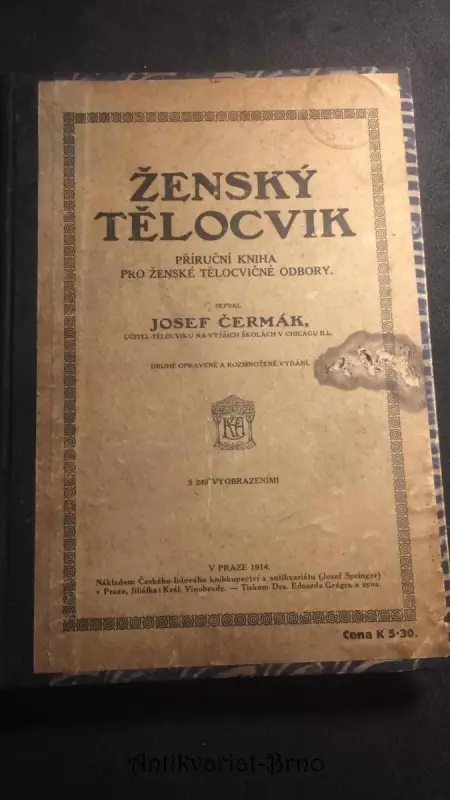 ŽENSKÝ
TĚLOCVIK
PŘÍRUČNÍ KNIHA
PRO ŽENSKÉ TĚLOCVIČNÉ ODBORY.
SEPSAL
JOSEF ČERMÁK,
UČITEL TĚLOCVIKU NA VYŠŠÍCH ŠKOLÁCH V CHICAGU ILL.
DRUHÉ OPRAVENÉ A ROZMNOŽENÉ VYDÁNÍ.
S 249 VYOBRAZENÍMI
V PRAZE 1914.
Nákladem Českého lidového knihkupectví a antikvariátu (Josef Springer)
v Praze, filiálka: Král. Vinohrady. — Tiskem Dra. Eduarda Grégra a syna.
Cena K 5·30.
Antikvariat-Brno